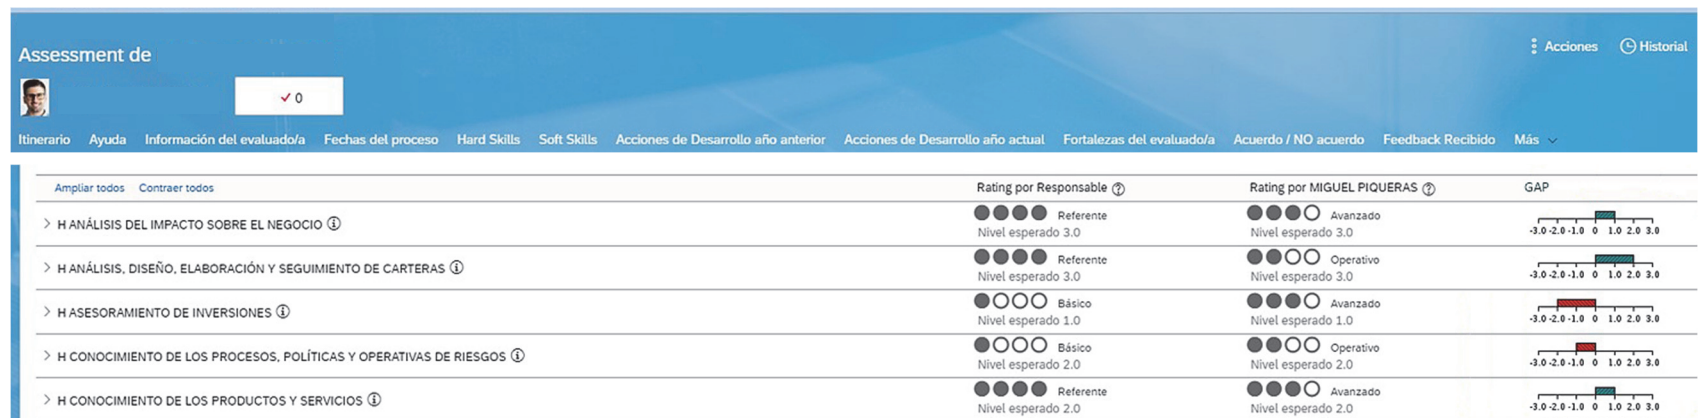 Assessment de
Acciones Historial
0
Itinerario Ayuda Información del evaluado/a Fechas del proceso Hard Skills Soft Skills Acciones de Desarrollo año anterior Acciones de Desarrollo año actual Fortalezas del evaluado/a Acuerdo / NO acuerdo Feedback Recibido Más
Ampliar todos Contraer todos Rating por Responsable Rating por MIGUEL PIQUERAS GAP
H ANÁLISIS DEL IMPACTO SOBRE EL NEGOCIO Referente Avanzado
Nivel esperado 3.0 Nivel esperado 3.0 -3.0 -2.0 -1.0 0 1.0 2.0 3.0
H ANÁLISIS, DISEÑO, ELABORACIÓN Y SEGUIMIENTO DE CARTERAS Referente Operativo
Nivel esperado 3.0 Nivel esperado 3.0 -3.0 -2.0 -1.0 0 1.0 2.0 3.0
H ASESORAMIENTO DE INVERSIONES Básico Avanzado
Nivel esperado 1.0 Nivel esperado 1.0 -3.0 -2.0 -1.0 0 1.0 2.0 3.0
H CONOCIMIENTO DE LOS PROCESOS, POLÍTICAS Y OPERATIVAS DE RIESGOS Básico Operativo
Nivel esperado 2.0 Nivel esperado 2.0 -3.0 -2.0 -1.0 0 1.0 2.0 3.0
H CONOCIMIENTO DE LOS PRODUCTOS Y SERVICIOS Referente Avanzado
Nivel esperado 2.0 Nivel esperado 2.0 -3.0 -2.0 -1.0 0 1.0 2.0 3.0